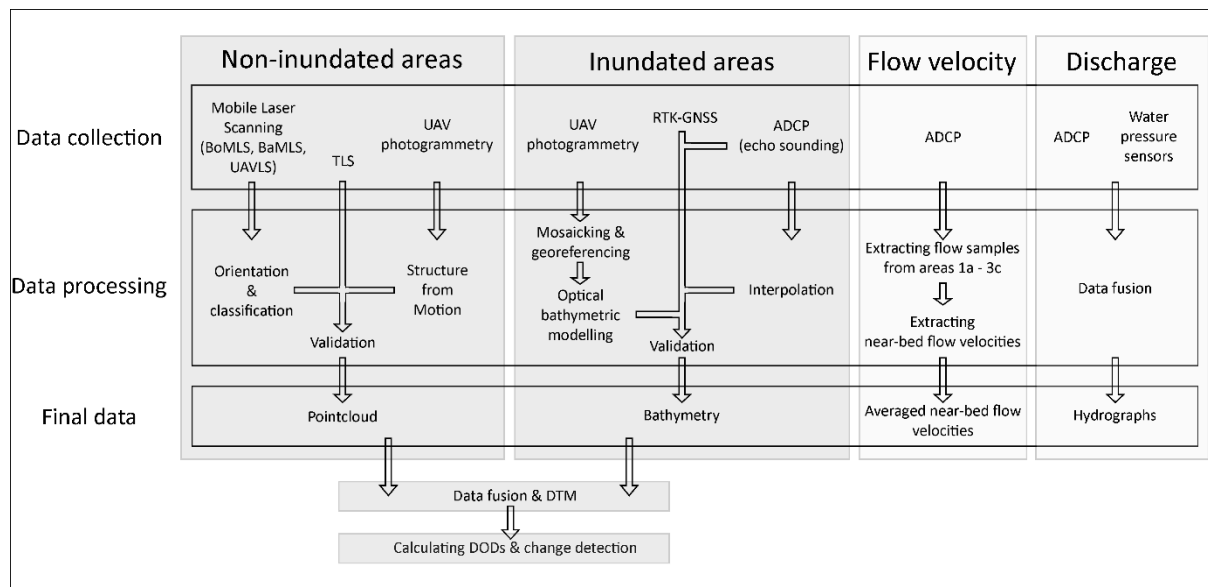 Non-inundated areas
Inundated areas
Flow velocity
Discharge
Data collection
Mobile Laser
Scanning
(BoMLS, BaMLS,
UAVLS)
TLS
UAV
photogrammetry
UAV
photogrammetry
RTK-GNSS
ADCP
(echo sounding)
ADCP
ADCP
Water
pressure
sensors
Data processing
Orientation
&
classification
Structure
from
Motion
Validation
Mosaicking &
georeferencing
Optical
bathymetric
modelling
Interpolation
Validation
Extracting flow samples
from areas 1a - 3c
Extracting
near-bed flow velocities
Data fusion
Final data
Pointcloud
Bathymetry
Averaged near-bed flow
velocities
Hydrographs
Data fusion & DTM
Calculating DODs & change detection